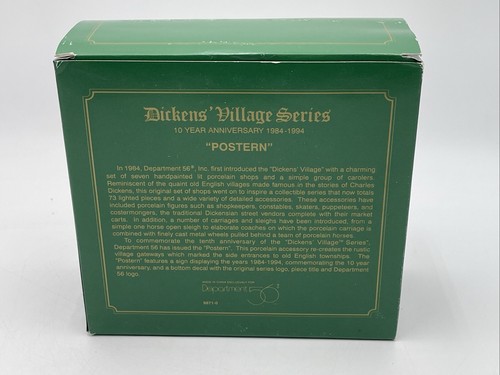 Dickens' Village Series
10 YEAR ANNIVERSARY 1984-1994
"POSTERN"
In 1984, Department 56®, Inc. first introduced the "Dickens' Village" with a charming
set of seven handpainted lit porcelain shops and a simple group of carolers.
Reminiscent of the quaint old English villages made famous in the stories of Charles
Dickens, this original set of shops went on to inspire a collectible series that now totals
73 lighted pieces and a wide variety of detailed accessories. These accessories have
included porcelain figures such as shopkeepers, constables, skaters, puppeteers, and
costermongers, the traditional Dickensian street vendors complete with their market
carts. In addition, a number of carriages and sleighs have been introduced, from a
simple one horse open sleigh to elaborate coaches on which the porcelain carriage is
combined with finely cast metal wheels pulled behind a team of porcelain horses.
To commemorate the tenth anniversary of the "Dickens' Village™ Series",
Department 56 has issued the "Postern". This porcelain accessory re-creates the rustic
village gateways which marked the side entrances to old English townships. The
"Postern" features a sign displaying the years 1984-1994, commemorating the 10 year
anniversary, and a bottom decal with the original series logo, piece title and Department
56 logo.
Department 56
9871-0